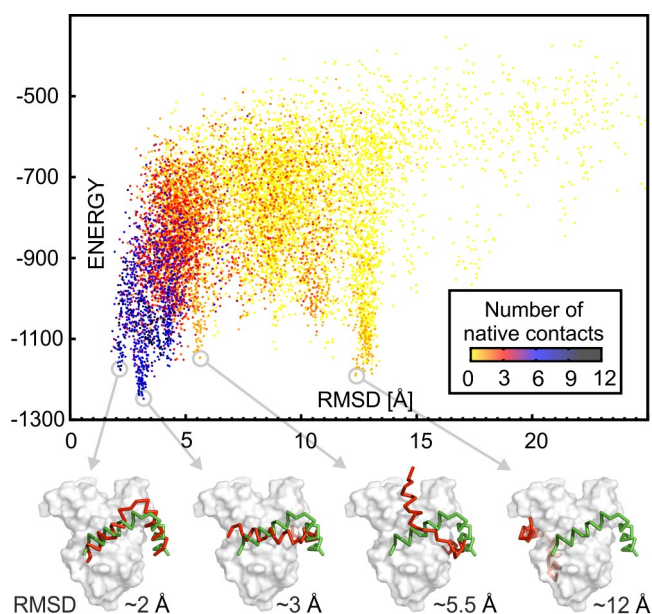 -500
-700
-900
-1100
-1300
ENERGY
Number of
native contacts
0 3 6 9 12
RMSD [Å]
0 5 10 15 20
RMSD ~2 Å ~3 Å ~5.5 Å ~12 Å